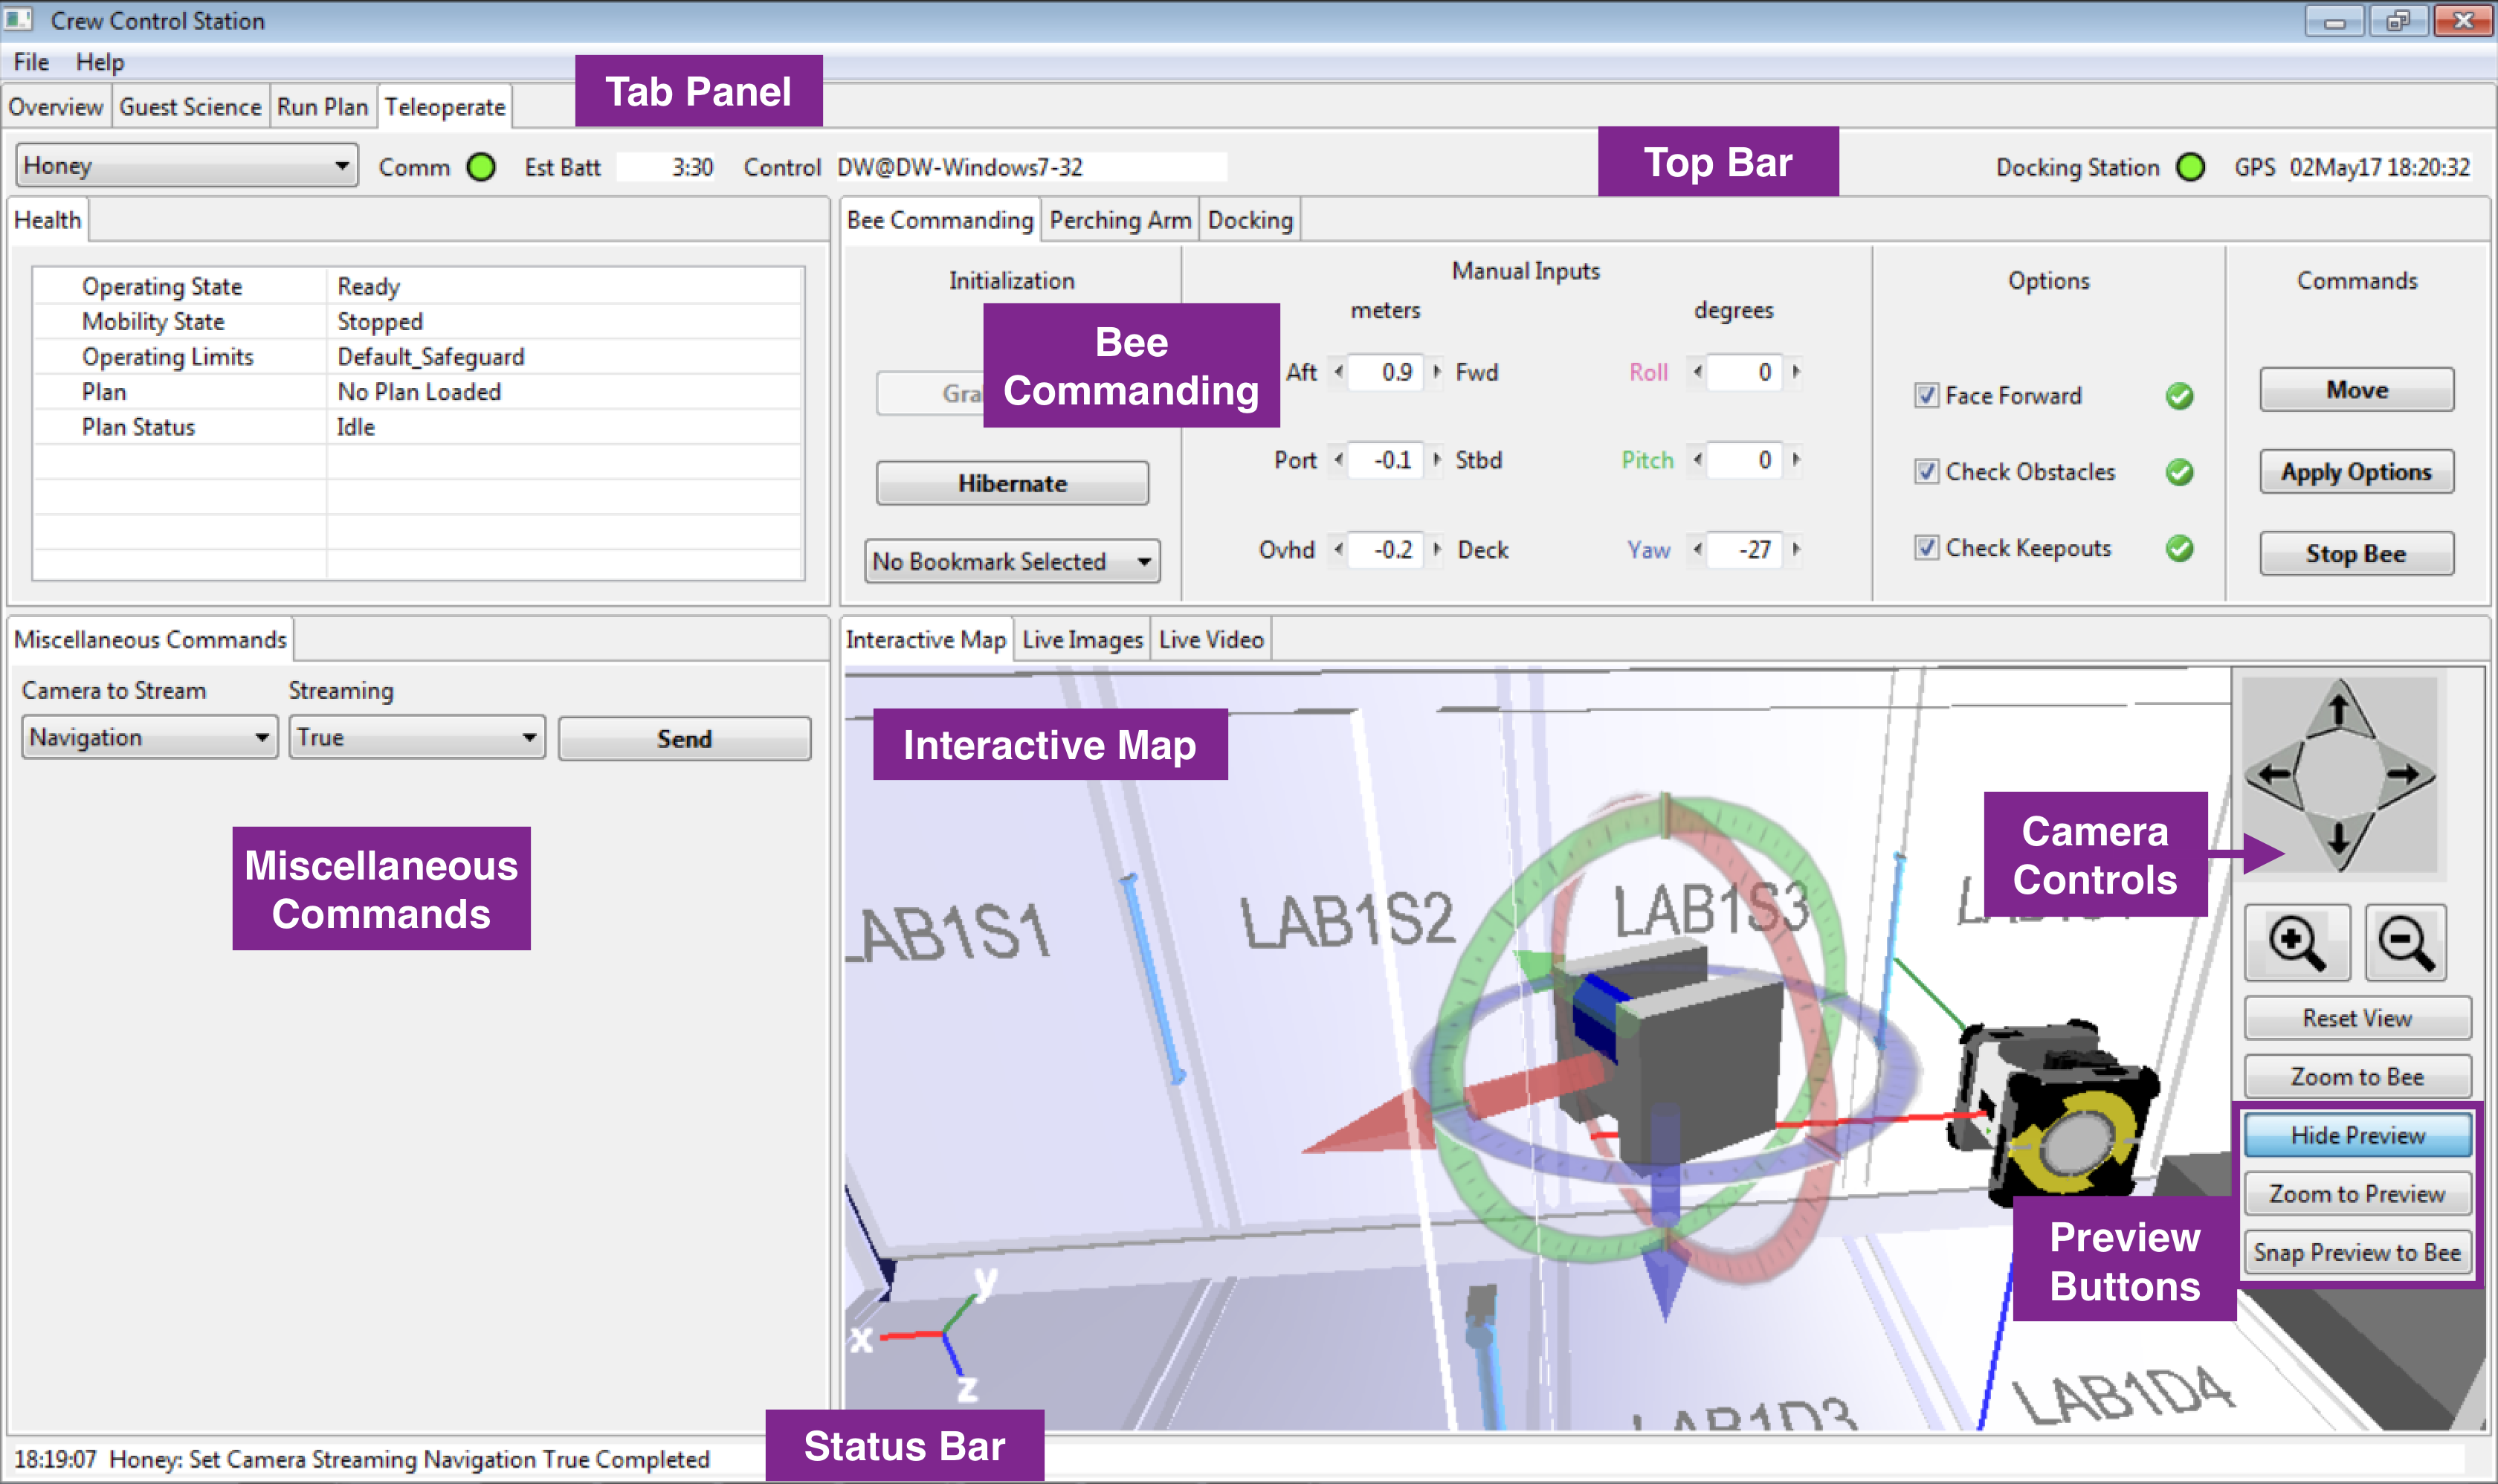 Crew Control Station
File Help
Tab Panel
Overview Guest Science Run Plan Teleoperate
Honey Comm Est Batt 3:30 Control DW@DW-Windows7-32 Top Bar Docking Station GPS 02May17 18:20:32
Health
Operating State Ready
Mobility State Stopped
Operating Limits Default_Safeguard
Plan No Plan Loaded
Plan Status Idle
Bee Commanding Perching Arm Docking
Initialization
Bee
Commanding
Hibernate
No Bookmark Selected
Manual Inputs
meters degrees
Aft 0.9 Fwd Roll 0
Port -0.1 Stbd Pitch 0
Ovhd -0.2 Deck Yaw -27
Options
Face Forward
Check Obstacles
Check Keepouts
Commands
Move
Apply Options
Stop Bee
Miscellaneous Commands
Camera to Stream Streaming
Navigation True Send
Miscellaneous
Commands
Interactive Map Live Images Live Video
Interactive Map
LAB1S1 LAB1S2 LAB1S3
Camera
Controls
Reset View
Zoom to Bee
Hide Preview
Zoom to Preview
Snap Preview to Bee
Preview
Buttons
y
x
z
LAB1D3 LAB1D4
Status Bar
18:19:07 Honey: Set Camera Streaming Navigation True Completed